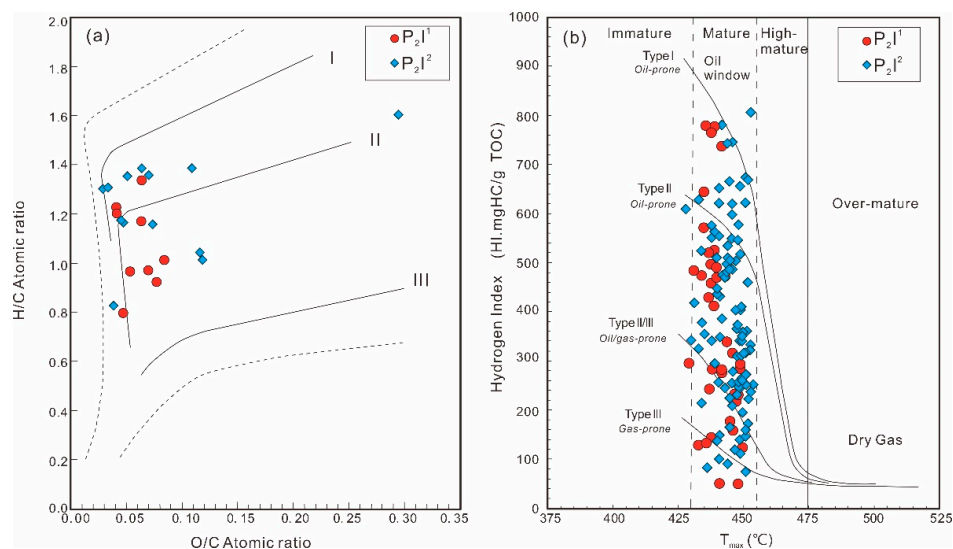 (a)
P₂l¹
P₂l²
I
II
III
2.0
1.8
1.6
1.4
1.2
1.0
0.8
0.6
0.4
0.2
0.0
0.00
0.05
0.10
0.15
0.20
0.25
0.30
0.35
H/C Atomic ratio
O/C Atomic ratio
(b)
Immature
Mature
High-
mature
Oil
window
P₂l¹
P₂l²
Type I
Oil-prone
Type II
Oil-prone
Type II/III
Oil/gas-prone
Type III
Gas-prone
Over-mature
Dry Gas
1000
900
800
700
600
500
400
300
200
100
000
375
400
425
450
475
500
525
Hydrogen Index (HI.mgHC/g TOC)
Tmax (℃)